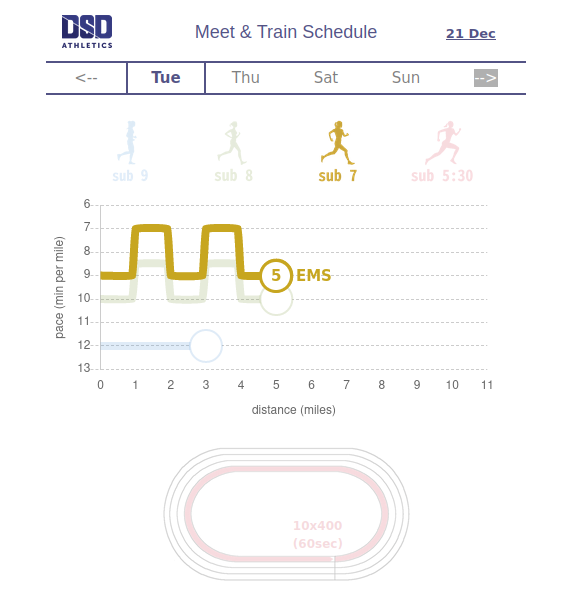 DSD
ATHLETICS
Meet & Train Schedule
21 Dec
<-- Tue Thu Sat Sun -->
sub 9 sub 8 sub 7 sub 5:30
pace (min per mile)
6
7
8
9
10
11
12
13
5 EMS
0 1 2 3 4 5 6 7 8 9 10 11
distance (miles)
10x400
(60sec)